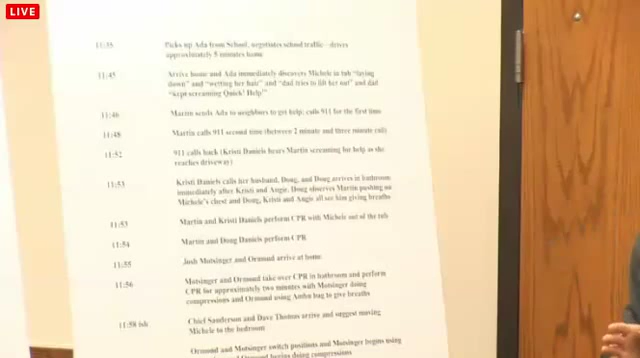 LIVE
11:35 Picks up Ada from School, negotiates school traffic--drives
approximately 5 minutes home
11:45 Arrive home and Ada immediately discovers Michele in tub "laying
down" and "wetting her hair" and "dad tries to lift her out" and dad
"kept screaming Quick! Help!"
11:46 Martin sends Ada to neighbors to get help; calls 911 for the first time
11:48 Martin calls 911 second time (between 2 minute and three minute call)
11:52 911 calls back (Kristi Daniels hears Martin screaming for help as she
reaches driveway)
11:53 Kristi Daniels calls her husband, Doug, and Doug arrives in bathroom
immediately after Kristi and Angie. Doug observes Martin pushing on
Michele's chest and Doug, Kristi and Angie all see him giving breaths
11:53 Martin and Kristi Daniels perform CPR with Michele out of the tub
11:54 Martin and Doug Daniels perform CPR
11:55 Josh Motsinger and Ormond arrive at home
11:56 Motsinger and Ormond take over CPR in bathroom and perform
CPR for approximately two minutes with Motsinger doing
compressions and Ormond using Ambu bag to give breaths
11:58 ish Chief Sanderson and Dave Thomas arrive and suggest moving
Michele to the bedroom
Ormond and Motsinger switch positions and Motsinger begins using
Ormond begins doing compressions